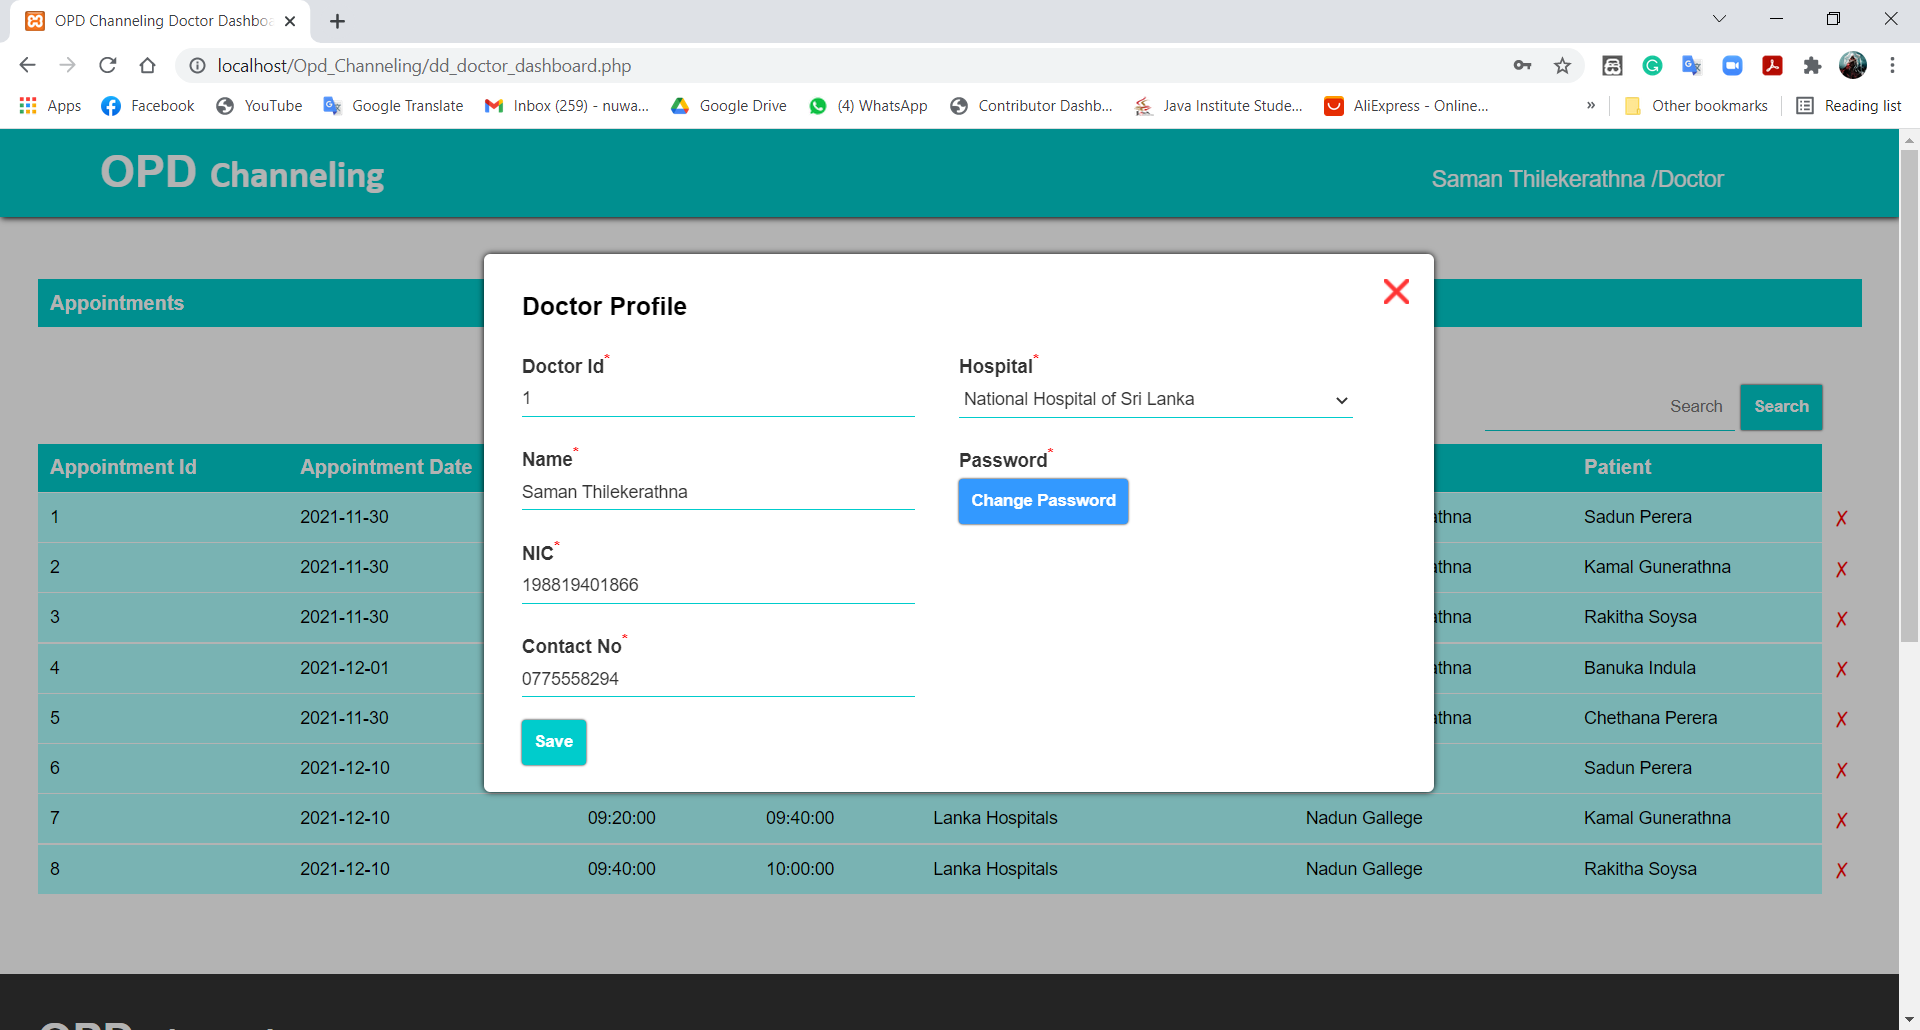 OPD Channeling Doctor Dashbo
localhost/Opd_Channeling/dd_doctor_dashboard.php
Apps Facebook YouTube Google Translate Inbox (259) - nuwa... Google Drive (4) WhatsApp Contributor Dashb... Java Institute Stude... AliExpress - Online... » Other bookmarks Reading list
OPD Channeling
Saman Thilekerathna /Doctor
Appointments
Search Search
Appointment Id Appointment Date Patient
1 2021-11-30 athna Sadun Perera ✗
2 2021-11-30 athna Kamal Gunerathna ✗
3 2021-11-30 athna Rakitha Soysa ✗
4 2021-12-01 athna Banuka Indula ✗
5 2021-11-30 athna Chethana Perera ✗
6 2021-12-10 Sadun Perera ✗
7 2021-12-10 09:20:00 09:40:00 Lanka Hospitals Nadun Gallege Kamal Gunerathna ✗
8 2021-12-10 09:40:00 10:00:00 Lanka Hospitals Nadun Gallege Rakitha Soysa ✗
Doctor Profile
Doctor Id*
1
Name*
Saman Thilekerathna
NIC*
198819401866
Contact No*
0775558294
Save
Hospital*
National Hospital of Sri Lanka
Password*
Change Password
OPD